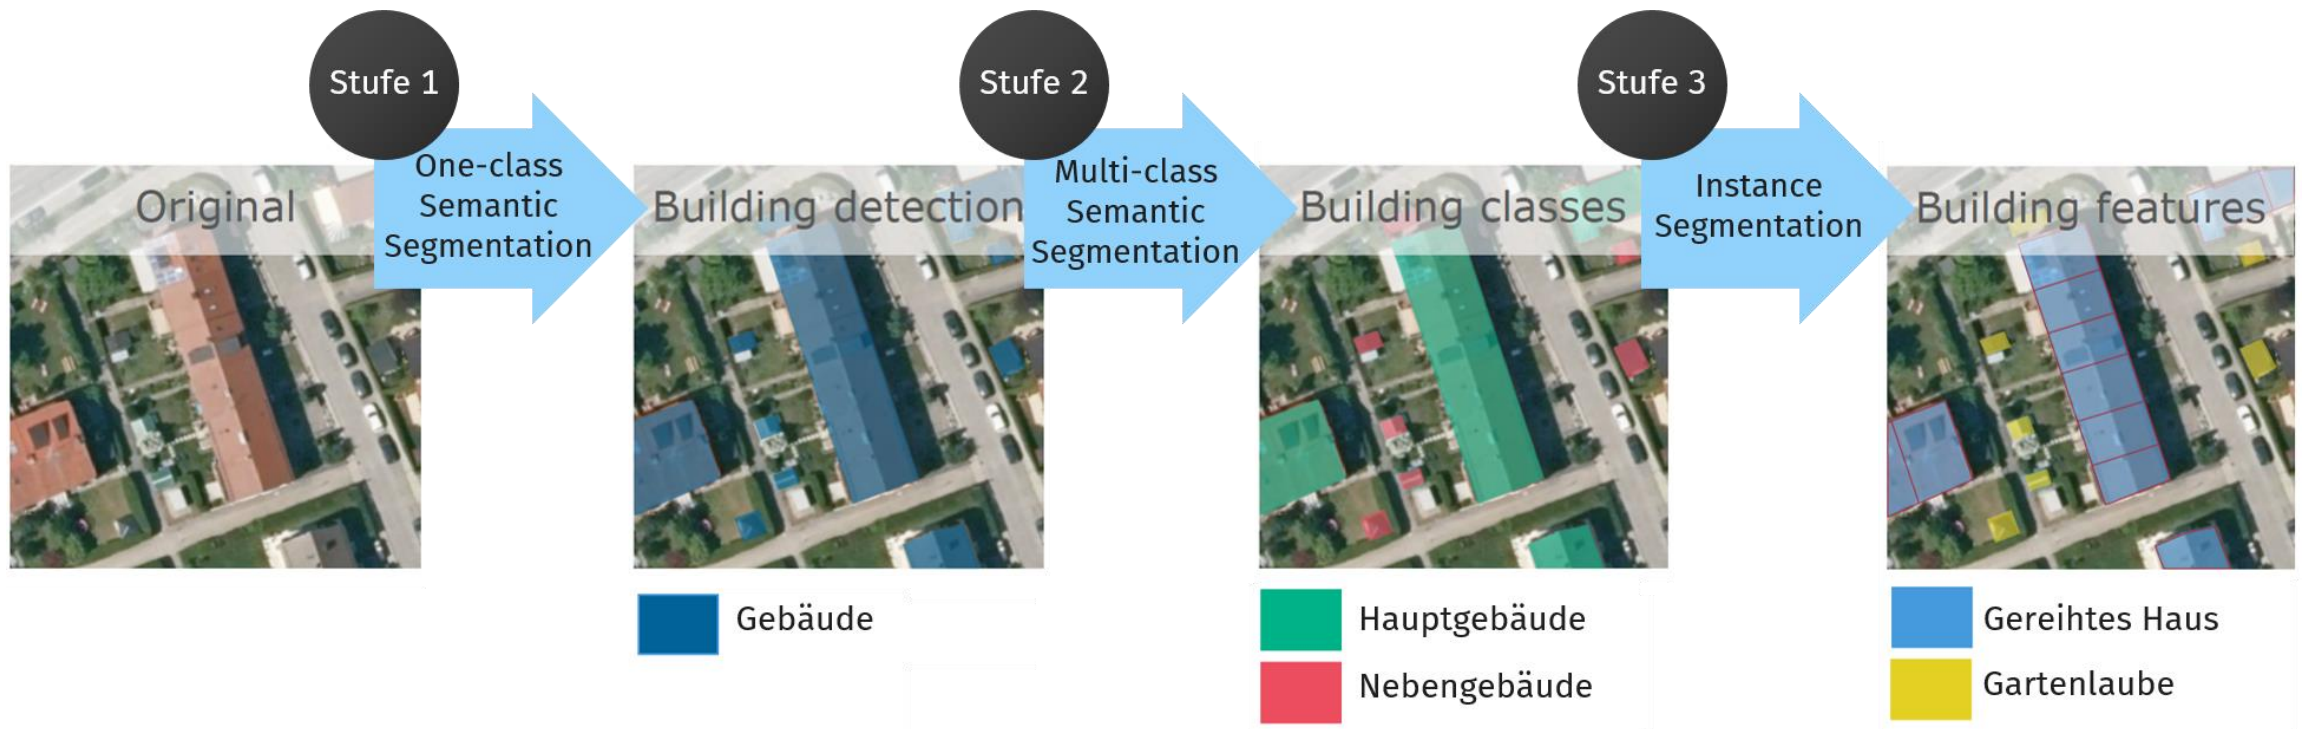 Stufe 1
Stufe 2
Stufe 3
Original
One-class
Semantic
Segmentation
Building detection
Multi-class
Semantic
Segmentation
Building classes
Instance
Segmentation
Building features
Gebäude
Hauptgebäude
Nebengebäude
Gereihtes Haus
Gartenlaube